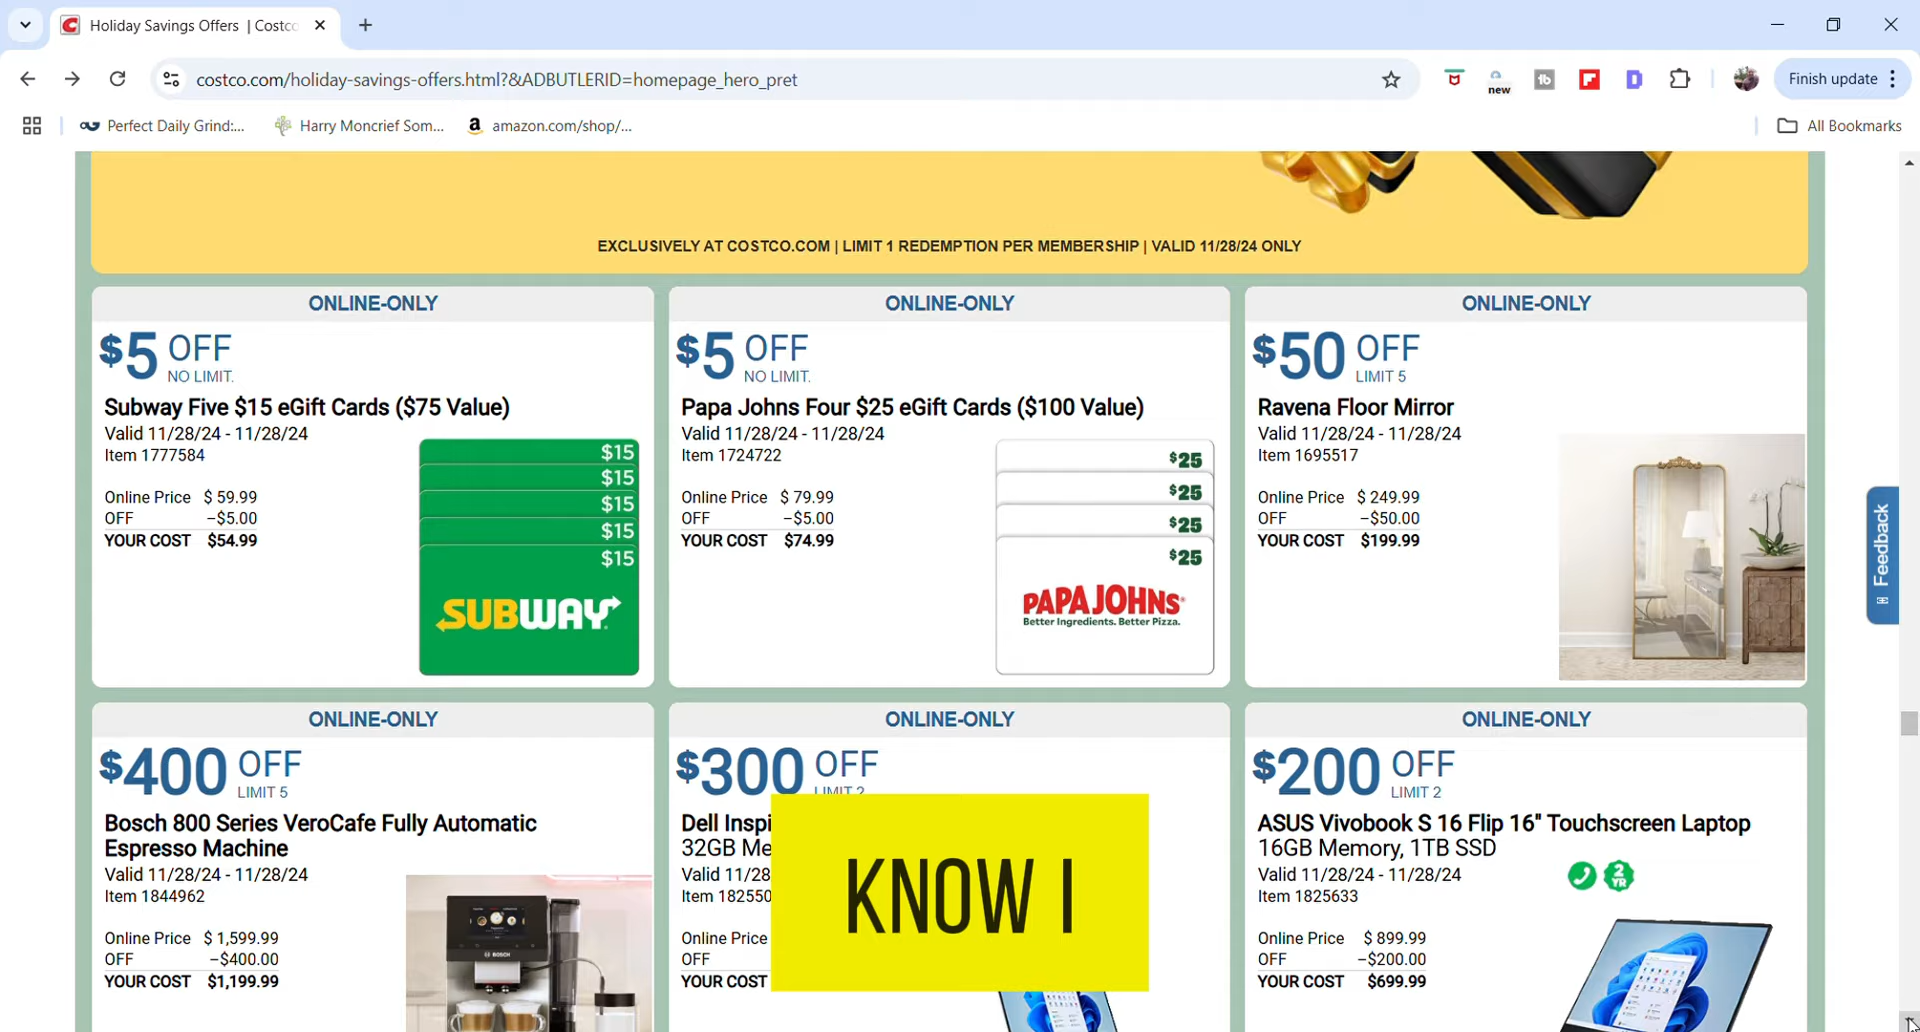 Holiday Savings Offers | Costco
costco.com/holiday-savings-offers.html?&ADBUTLERID=homepage_hero_pret
new
Finish update
Perfect Daily Grind:...
Harry Moncrief Som...
amazon.com/shop/...
All Bookmarks
EXCLUSIVELY AT COSTCO.COM | LIMIT 1 REDEMPTION PER MEMBERSHIP | VALID 11/28/24 ONLY
ONLINE-ONLY
$5 OFF
NO LIMIT.
Subway Five $15 eGift Cards ($75 Value)
Valid 11/28/24 - 11/28/24
Item 1777584
Online Price $ 59.99
OFF –$5.00
YOUR COST $54.99
$15
$15
$15
$15
$15
SUBWAY
ONLINE-ONLY
$5 OFF
NO LIMIT.
Papa Johns Four $25 eGift Cards ($100 Value)
Valid 11/28/24 - 11/28/24
Item 1724722
Online Price $ 79.99
OFF –$5.00
YOUR COST $74.99
$25
$25
$25
$25
PAPA JOHNS
Better Ingredients. Better Pizza.
ONLINE-ONLY
$50 OFF
LIMIT 5
Ravena Floor Mirror
Valid 11/28/24 - 11/28/24
Item 1695517
Online Price $ 249.99
OFF –$50.00
YOUR COST $199.99
Feedback
ONLINE-ONLY
$400 OFF
LIMIT 5
Bosch 800 Series VeroCafe Fully Automatic
Espresso Machine
Valid 11/28/24 - 11/28/24
Item 1844962
Online Price $ 1,599.99
OFF –$400.00
YOUR COST $1,199.99
BOSCH
ONLINE-ONLY
$300 OFF
LIMIT 2
Dell Inspi
32GB Me
Valid 11/28
Item 182550
Online Price
OFF
YOUR COST
KNOW I
ONLINE-ONLY
$200 OFF
LIMIT 2
ASUS Vivobook S 16 Flip 16" Touchscreen Laptop
16GB Memory, 1TB SSD
Valid 11/28/24 - 11/28/24
Item 1825633
2
YR
Online Price $ 899.99
OFF –$200.00
YOUR COST $699.99